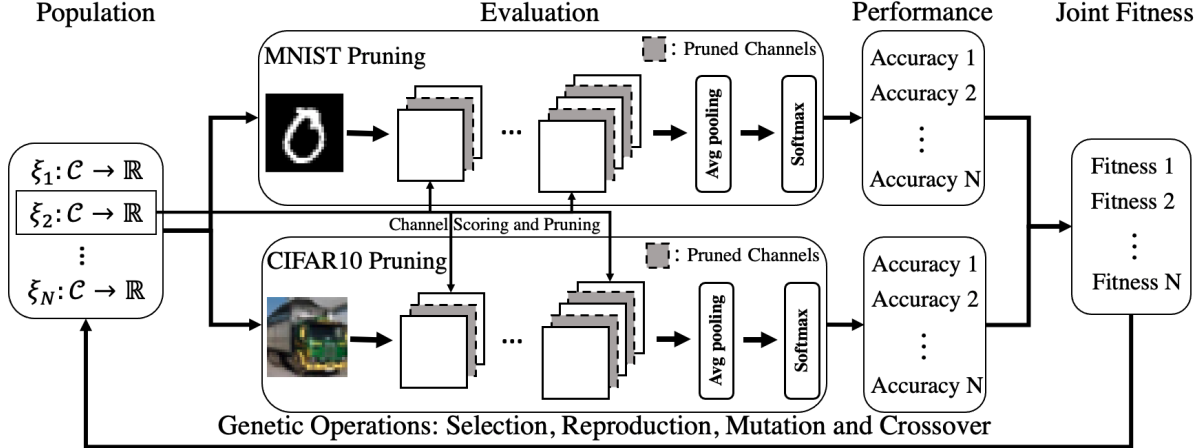 Population
Evaluation
Performance
Joint Fitness
ξ₁: 𝒞 → ℝ
ξ₂: 𝒞 → ℝ
⋮
ξ_N: 𝒞 → ℝ
MNIST Pruning
: Pruned Channels
...
Avg pooling
Softmax
Channel Scoring and Pruning
CIFAR10 Pruning
: Pruned Channels
...
Avg pooling
Softmax
Accuracy 1
Accuracy 2
⋮
Accuracy N
Accuracy 1
Accuracy 2
⋮
Accuracy N
Fitness 1
Fitness 2
⋮
Fitness N
Genetic Operations: Selection, Reproduction, Mutation and Crossover